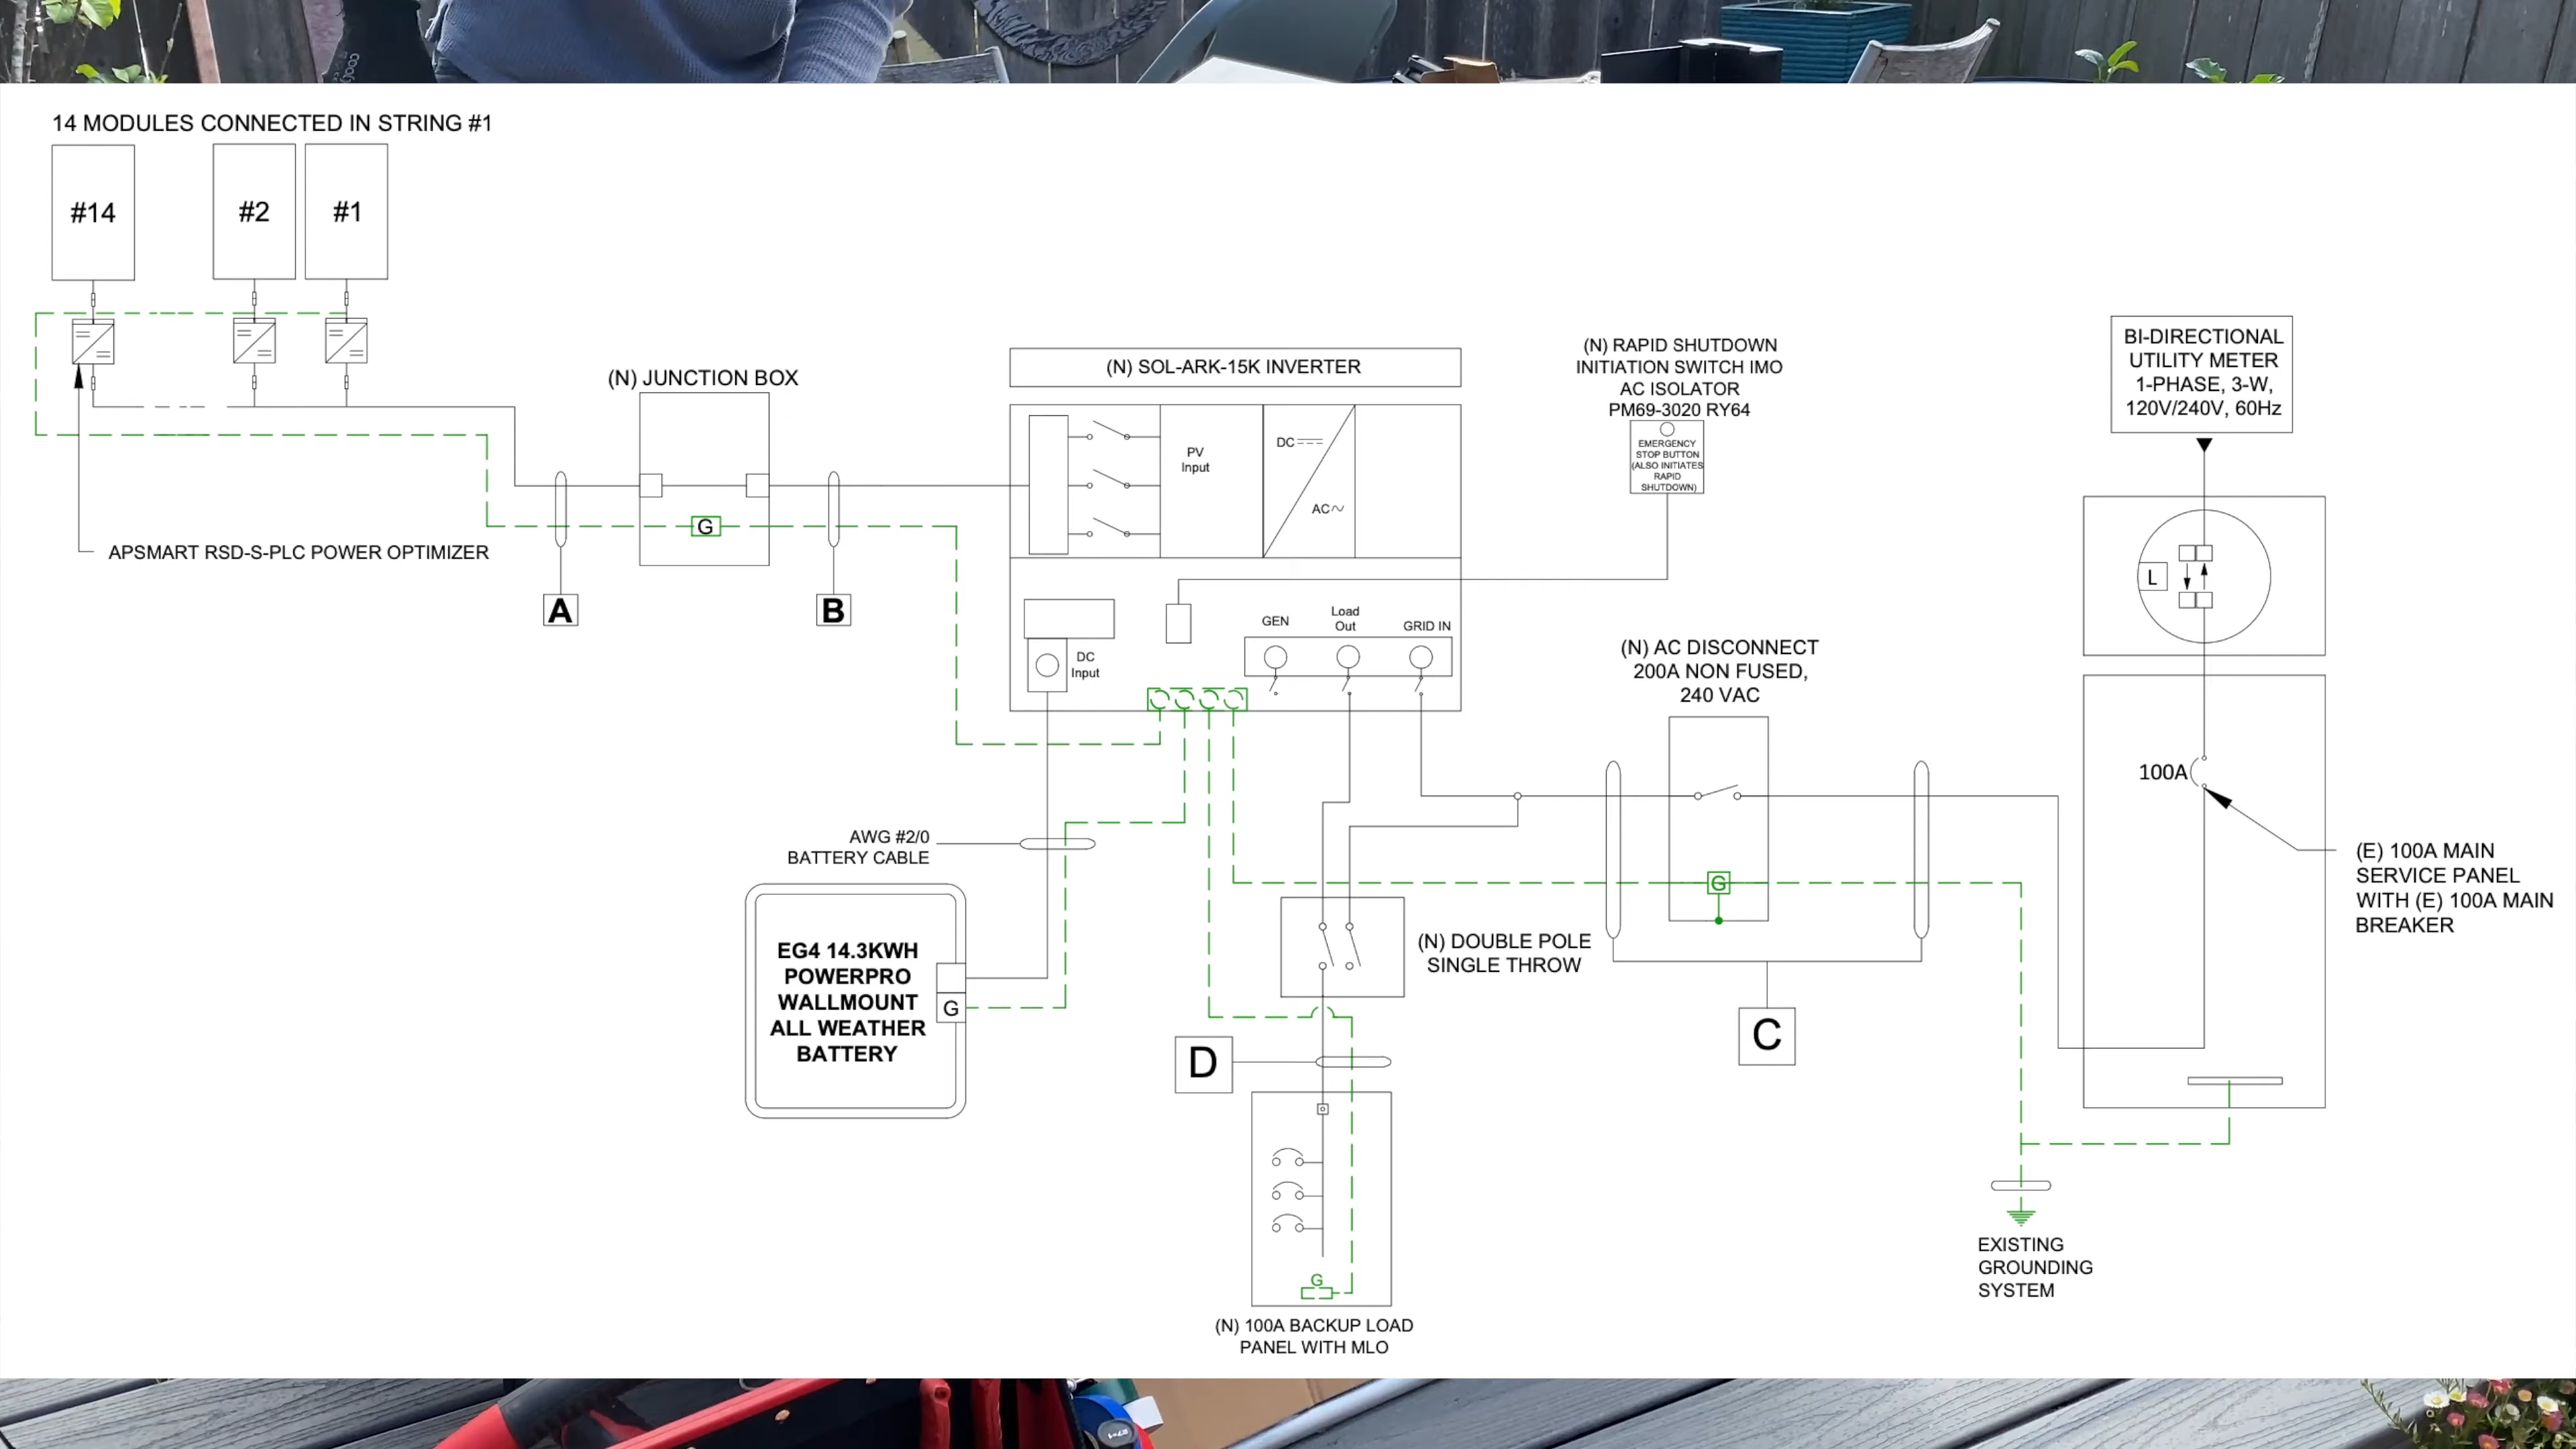 14 MODULES CONNECTED IN STRING #1
#14
#2
#1
APSMART RSD-S-PLC POWER OPTIMIZER
A
(N) JUNCTION BOX
G
B
(N) SOL-ARK-15K INVERTER
PV
Input
DC
AC
DC
Input
GEN
Load
Out
GRID IN
(N) RAPID SHUTDOWN
INITIATION SWITCH IMO
AC ISOLATOR
PM69-3020 RY64
EMERGENCY
STOP BUTTON
(ALSO INITIATES
RAPID
SHUTDOWN)
BI-DIRECTIONAL
UTILITY METER
1-PHASE, 3-W,
120V/240V, 60Hz
L
100A
(E) 100A MAIN
SERVICE PANEL
WITH (E) 100A MAIN
BREAKER
(N) AC DISCONNECT
200A NON FUSED,
240 VAC
G
C
AWG #2/0
BATTERY CABLE
EG4 14.3KWH
POWERPRO
WALLMOUNT
ALL WEATHER
BATTERY
G
(N) DOUBLE POLE
SINGLE THROW
D
G
(N) 100A BACKUP LOAD
PANEL WITH MLO
EXISTING
GROUNDING
SYSTEM